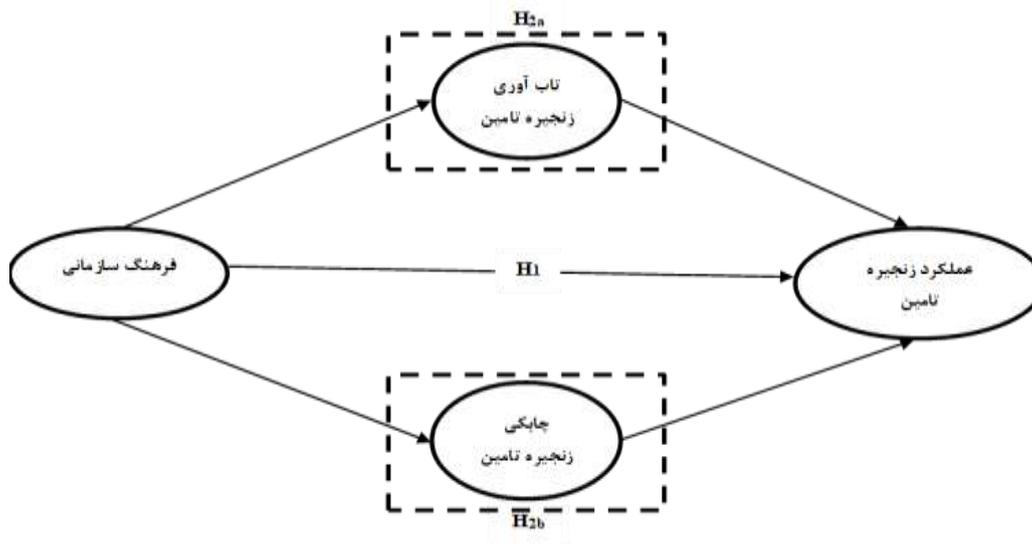 H2a
تاب آوری
زنجیره تامین
فرهنگ سازمانی
H1
عملکرد زنجیره
تامین
چابکی
زنجیره تامین
H2b